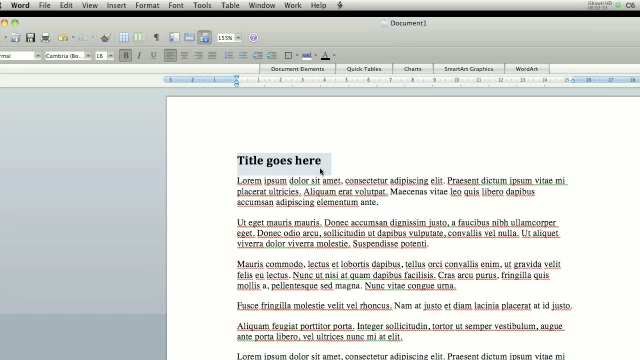 Word File Edit View Insert Format Font Tools Table Window Work Help
Document1
155%
Cambria (Bo... 16 B I U
Document Elements Quick Tables Charts SmartArt Graphics WordArt
Title goes here
Lorem ipsum dolor sit amet, consectetur adipiscing elit. Praesent dictum ipsum vitae mi
placerat ultricies. Aliquam erat volutpat. Maecenas vitae leo quis libero dapibus
accumsan adipiscing elementum ante.
Ut eget mauris mauris. Donec accumsan dignissim justo, a faucibus nibh ullamcorper
eget. Donec odio arcu, sollicitudin ut dapibus vulputate, convallis vel nulla. Ut aliquet
viverra dolor viverra molestie. Suspendisse potenti.
Mauris commodo, lectus et lobortis dapibus, tellus orci convallis enim, ut gravida velit
felis eu lectus. Nunc ut nisi at quam dapibus facilisis. Cras arcu purus, fringilla quis
mollis a, pellentesque sed magna. Nunc vitae congue urna.
Fusce fringilla molestie velit vel rhoncus. Nam at justo et diam lacinia placerat at id justo.
Aliquam feugiat porttitor porta. Integer sollicitudin, tortor ut semper vestibulum, augue
ante porta libero, vel ultrices nunc mi at elit.
Lorem ipsum dolor sit amet, consectetur adipiscing elit. Praesent dictum ipsum vitae mi